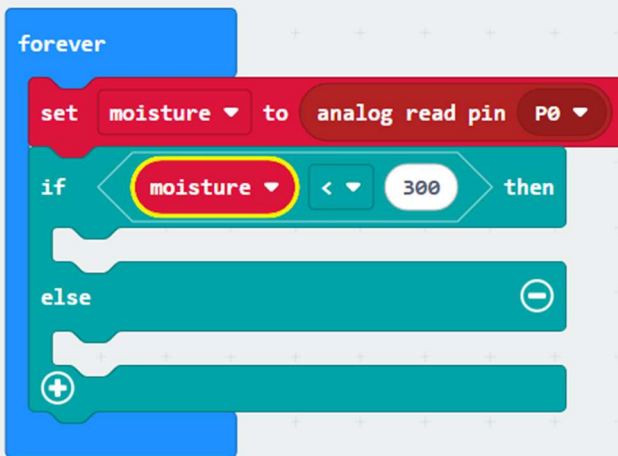 forever
set moisture to analog read pin P0
if moisture < 300 then
else